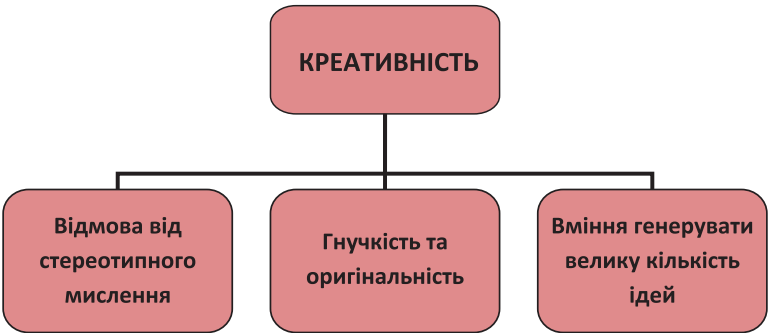 КРЕАТИВНІСТЬ
Відмова від
стереотипного
мислення
Гнучкість та
оригінальність
Вміння генерувати
велику кількість
ідей